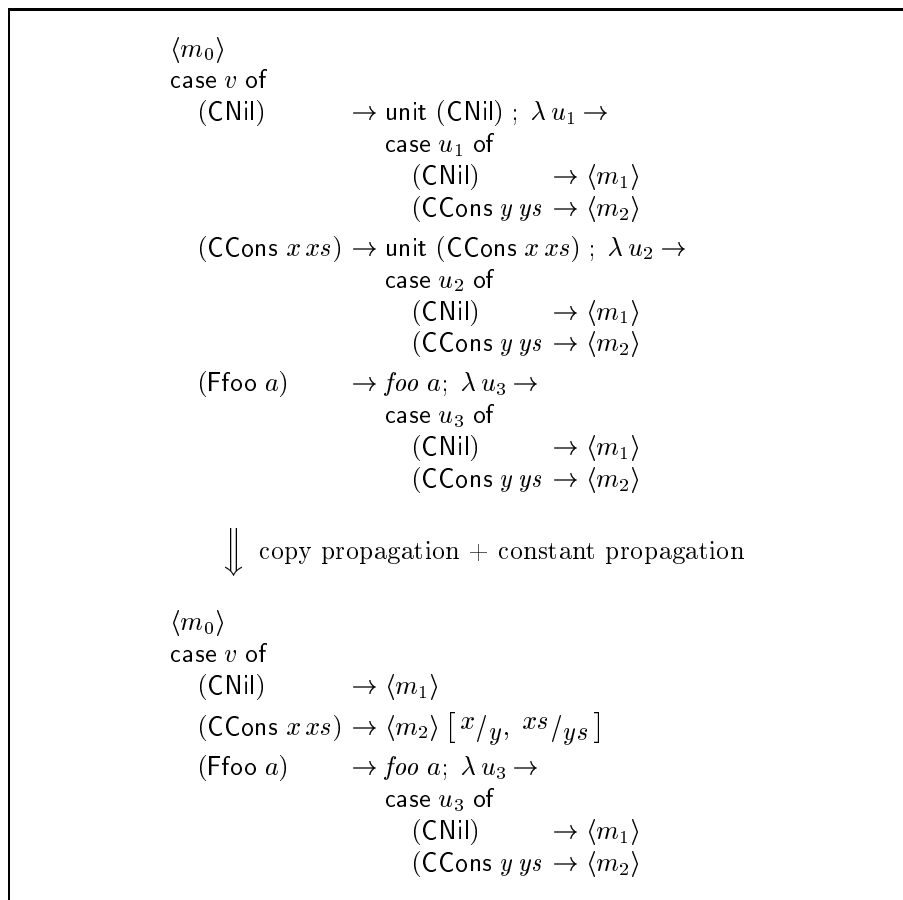 ⟨m₀⟩
case v of
(CNil) → unit (CNil) ; λ u₁ →
case u₁ of
(CNil) → ⟨m₁⟩
(CCons y ys → ⟨m₂⟩
(CCons x xs) → unit (CCons x xs) ; λ u₂ →
case u₂ of
(CNil) → ⟨m₁⟩
(CCons y ys → ⟨m₂⟩
(Ffoo a) → foo a; λ u₃ →
case u₃ of
(CNil) → ⟨m₁⟩
(CCons y ys → ⟨m₂⟩
⇓ copy propagation + constant propagation
⟨m₀⟩
case v of
(CNil) → ⟨m₁⟩
(CCons x xs) → ⟨m₂⟩ [ x/y, xs/ys ]
(Ffoo a) → foo a; λ u₃ →
case u₃ of
(CNil) → ⟨m₁⟩
(CCons y ys → ⟨m₂⟩